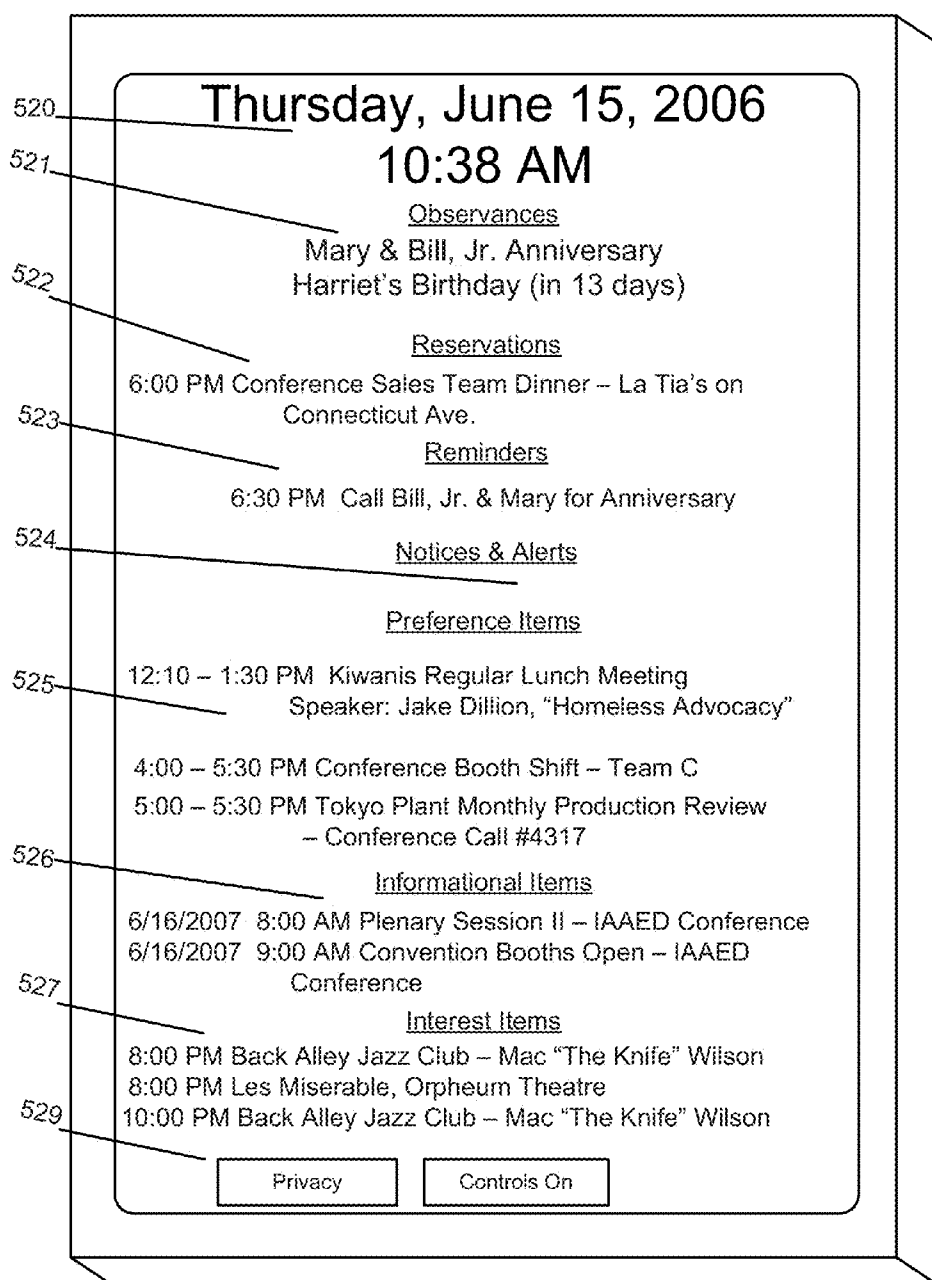 520
Thursday, June 15, 2006
10:38 AM
521
Observances
Mary & Bill, Jr. Anniversary
Harriet's Birthday (in 13 days)
522
Reservations
6:00 PM Conference Sales Team Dinner – La Tia's on
Connecticut Ave.
523
Reminders
6:30 PM Call Bill, Jr. & Mary for Anniversary
524
Notices & Alerts
Preference Items
525
12:10 – 1:30 PM Kiwanis Regular Lunch Meeting
Speaker: Jake Dillion, "Homeless Advocacy"
4:00 – 5:30 PM Conference Booth Shift – Team C
5:00 – 5:30 PM Tokyo Plant Monthly Production Review
– Conference Call #4317
526
Informational Items
6/16/2007 8:00 AM Plenary Session II – IAAED Conference
6/16/2007 9:00 AM Convention Booths Open – IAAED
Conference
527
Interest Items
8:00 PM Back Alley Jazz Club – Mac "The Knife" Wilson
8:00 PM Les Miserable, Orpheum Theatre
10:00 PM Back Alley Jazz Club – Mac "The Knife" Wilson
529
Privacy Controls On